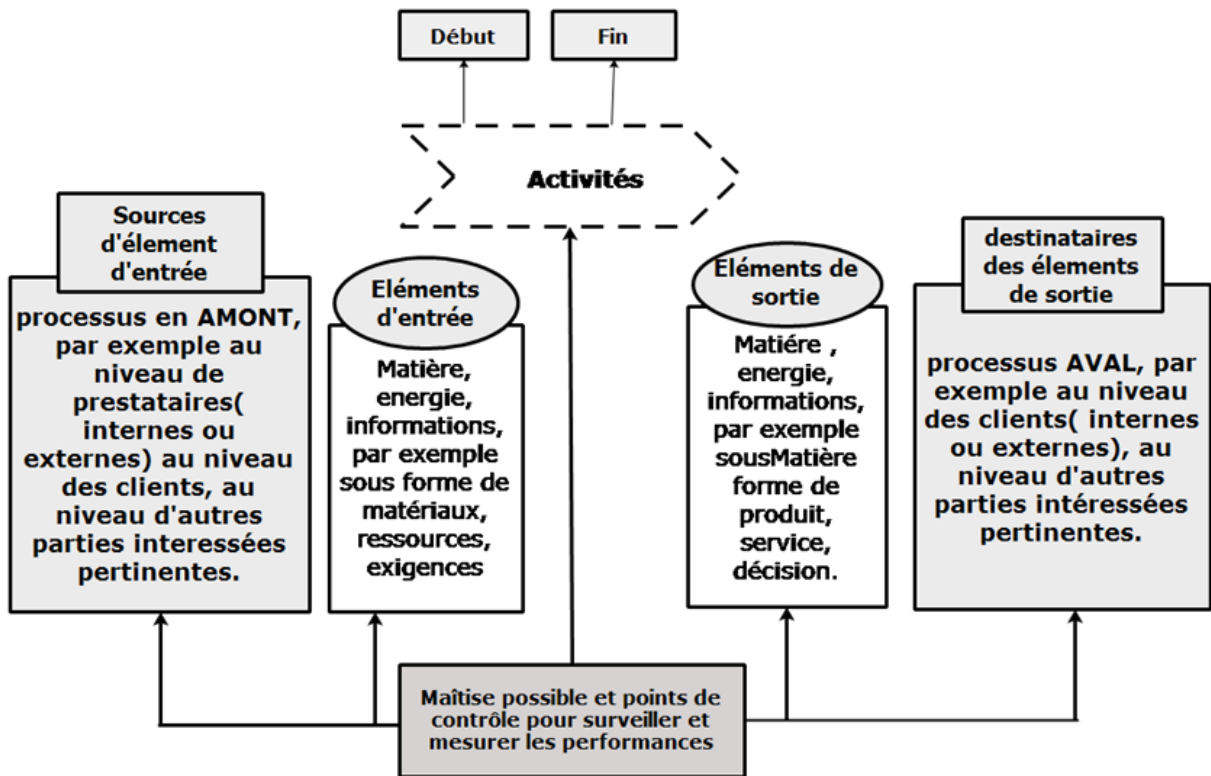 Début
Fin
Activités
Sources
d'élement
d'entrée
processus en AMONT,
par exemple au
niveau de
prestataires(
internes ou
externes) au niveau
des clients, au
niveau d'autres
parties interessées
pertinentes.
Eléments
d'entrée
Matière,
energie,
informations,
par exemple
sous forme de
matériaux,
ressources,
exigences
Eléments de
sortie
Matiére ,
energie,
informations,
par exemple
sousMatière
forme de
produit,
service,
décision.
destinataires
des élements
de sortie
processus AVAL, par
exemple au niveau
des clients( internes
ou externes), au
niveau d'autres
parties intéressées
pertinentes.
Maîtise possible et points de
contrôle pour surveiller et
mesurer les performances